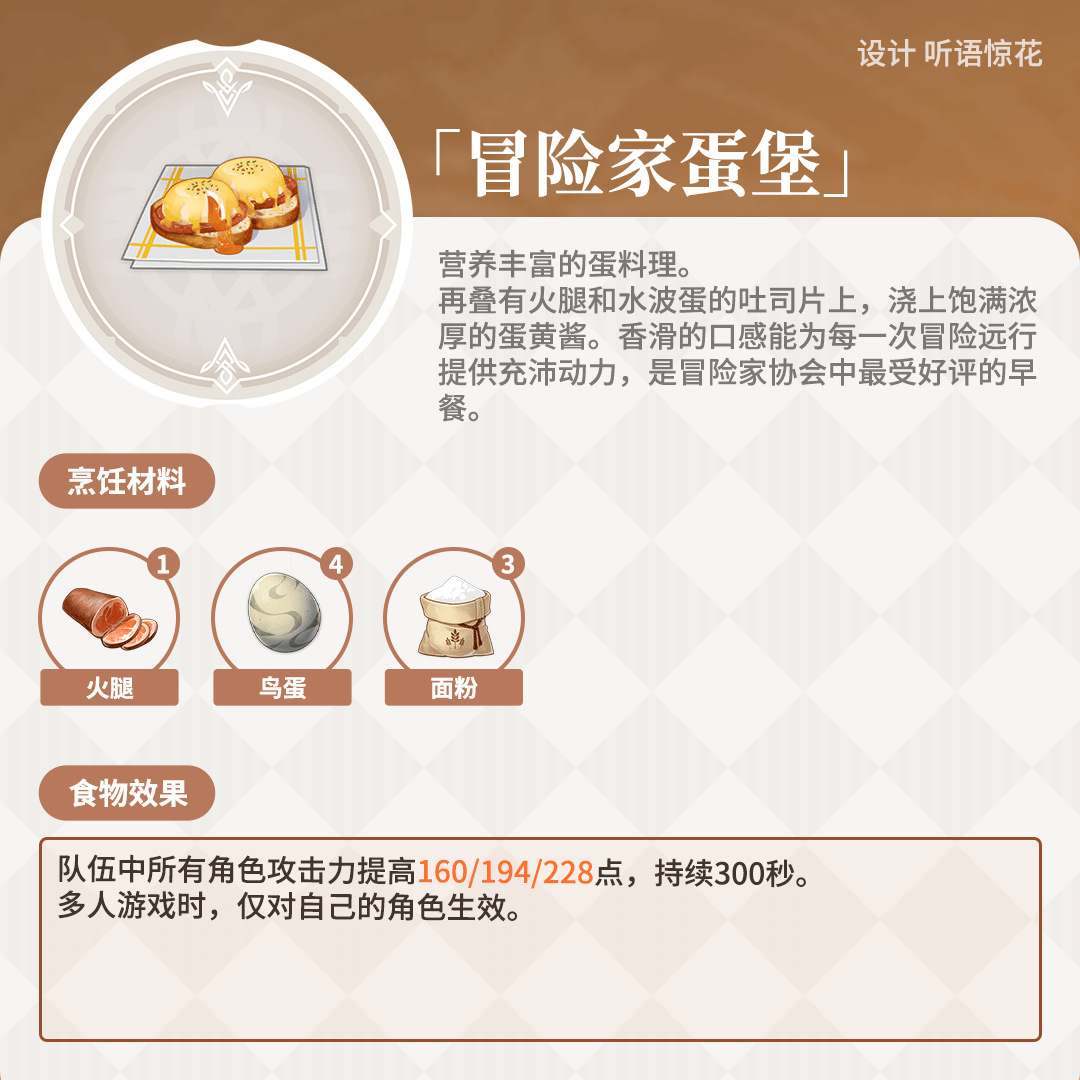 设计 听语惊花
「冒险家蛋堡」
营养丰富的蛋料理。
再叠有火腿和水波蛋的吐司片上，浇上饱满浓
厚的蛋黄酱。香滑的口感能为每一次冒险远行
提供充沛动力，是冒险家协会中最受好评的早
餐。
烹饪材料
1
4
3
火腿
鸟蛋
面粉
食物效果
队伍中所有角色攻击力提高160/194/228点，持续300秒。
多人游戏时，仅对自己的角色生效。